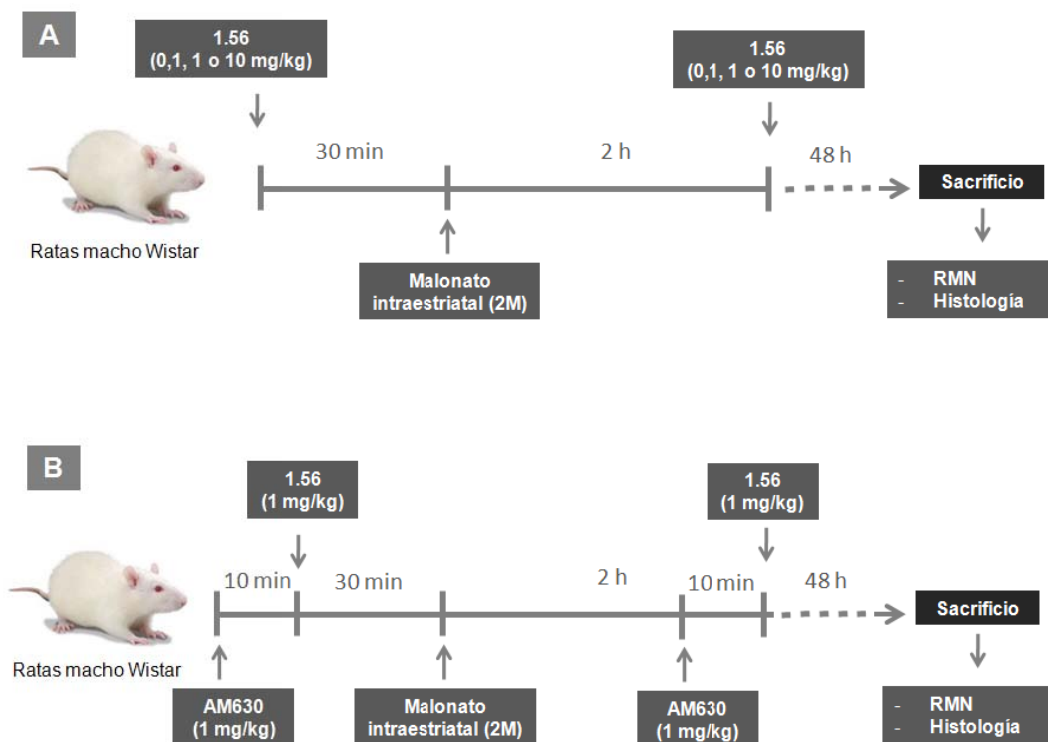 A
1.56
(0,1, 1 o 10 mg/kg)
1.56
(0,1, 1 o 10 mg/kg)
30 min
2 h
48 h
Sacrificio
Ratas macho Wistar
Malonato
intraestriatal (2M)
- RMN
- Histología
B
1.56
(1 mg/kg)
1.56
(1 mg/kg)
10 min
30 min
2 h
10 min
48 h
Sacrificio
Ratas macho Wistar
AM630
(1 mg/kg)
Malonato
intraestriatal (2M)
AM630
(1 mg/kg)
- RMN
- Histología